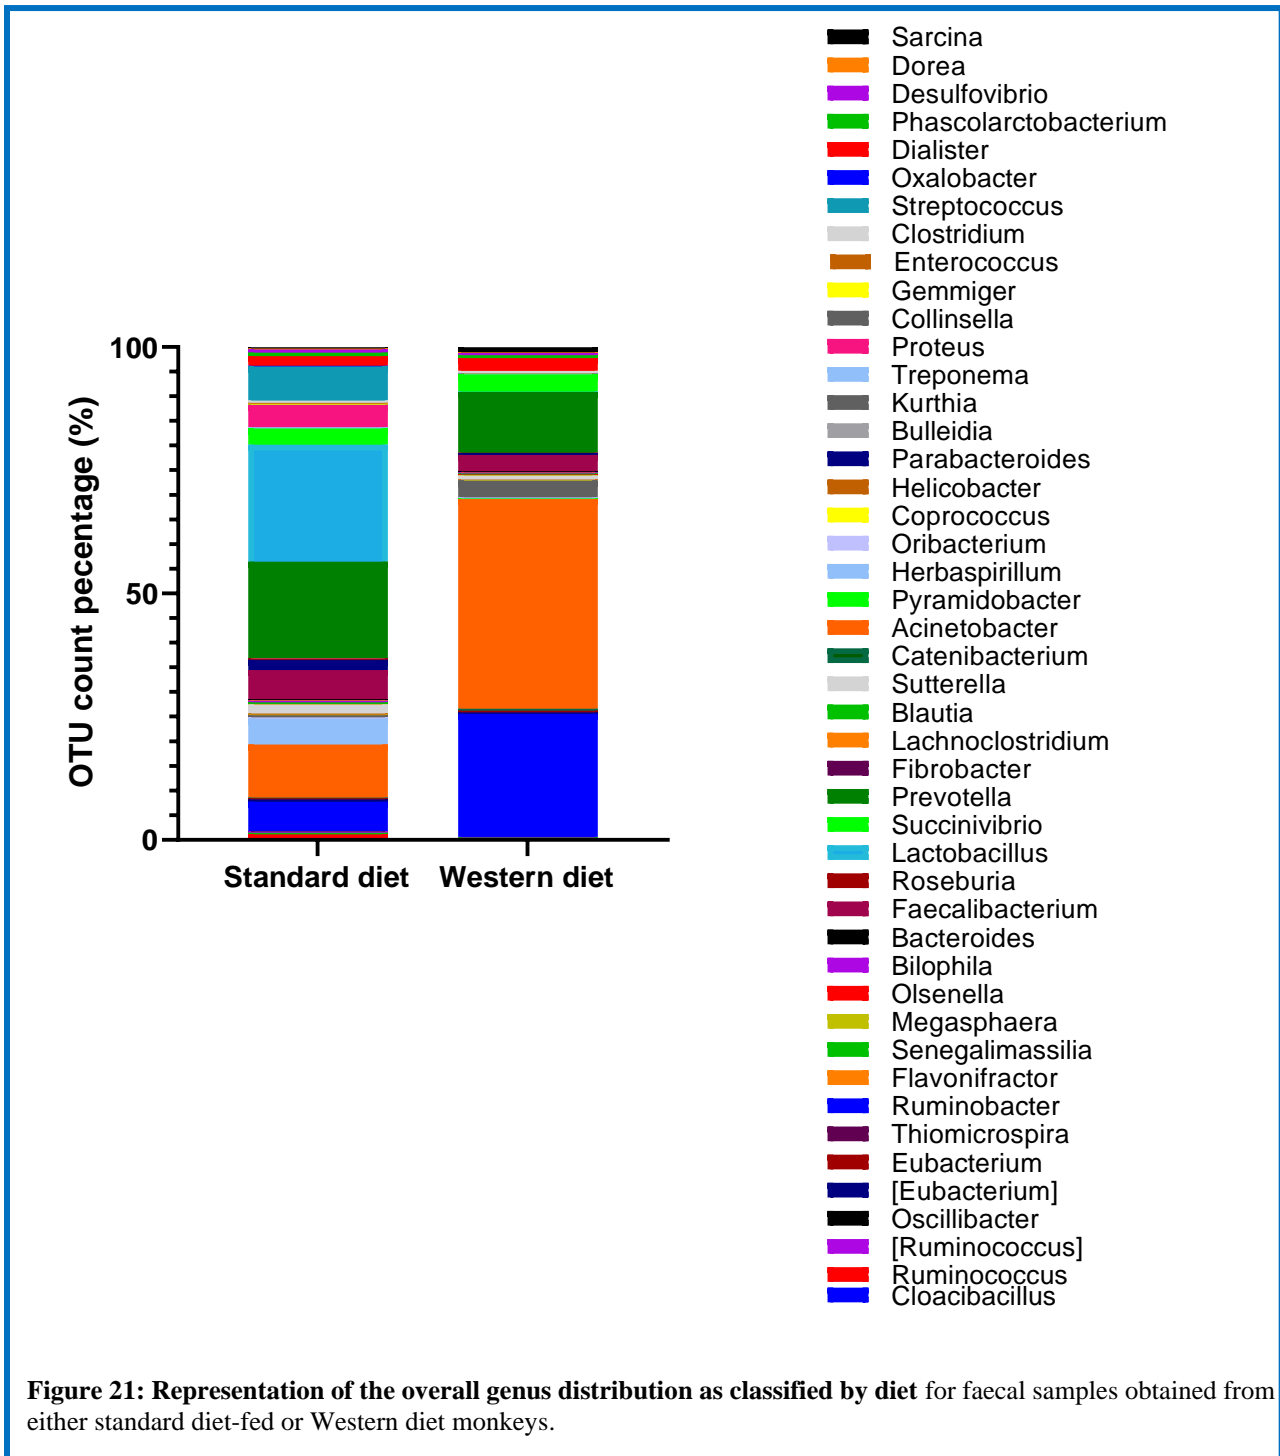 Sarcina
Dorea
Desulfovibrio
Phascolarctobacterium
Dialister
Oxalobacter
Streptococcus
Clostridium
Enterococcus
Gemmiger
Collinsella
Proteus
Treponema
Kurthia
Bulleidia
Parabacteroides
Helicobacter
Coprococcus
Oribacterium
Herbaspirillum
Pyramidobacter
Acinetobacter
Catenibacterium
Sutterella
Blautia
Lachnoclostridium
Fibrobacter
Prevotella
Succinivibrio
Lactobacillus
Roseburia
Faecalibacterium
Bacteroides
Bilophila
Olsenella
Megasphaera
Senegalimassilia
Flavonifractor
Ruminobacter
Thiomicrospira
Eubacterium
[Eubacterium]
Oscillibacter
[Ruminococcus]
Ruminococcus
Cloacibacillus
OTU count pecentage (%)
100
50
0
Standard diet Western diet
Figure 21: Representation of the overall genus distribution as classified by diet for faecal samples obtained from
either standard diet-fed or Western diet monkeys.